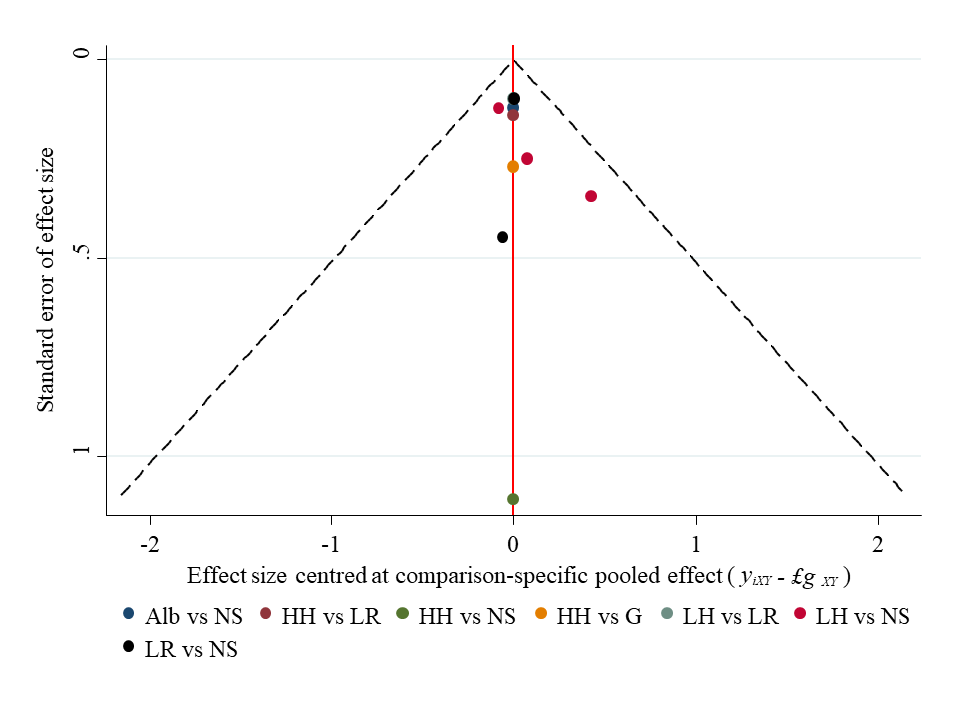 Standard error of effect size
0
.5
1
-2 -1 0 1 2
Effect size centred at comparison-specific pooled effect ( yiXY - £g XY )
Alb vs NS HH vs LR HH vs NS HH vs G LH vs LR LH vs NS
LR vs NS